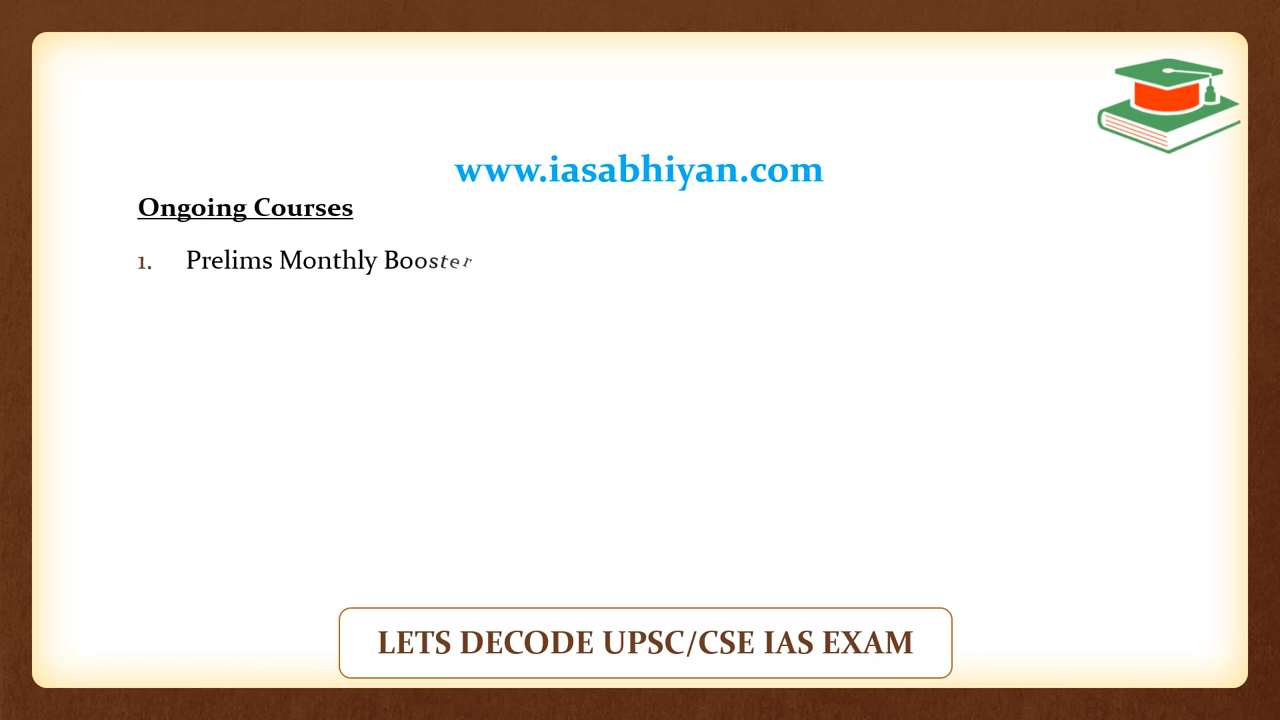 www.iasabhiyan.com
Ongoing Courses
1. Prelims Monthly Booster
LETS DECODE UPSC/CSE IAS EXAM